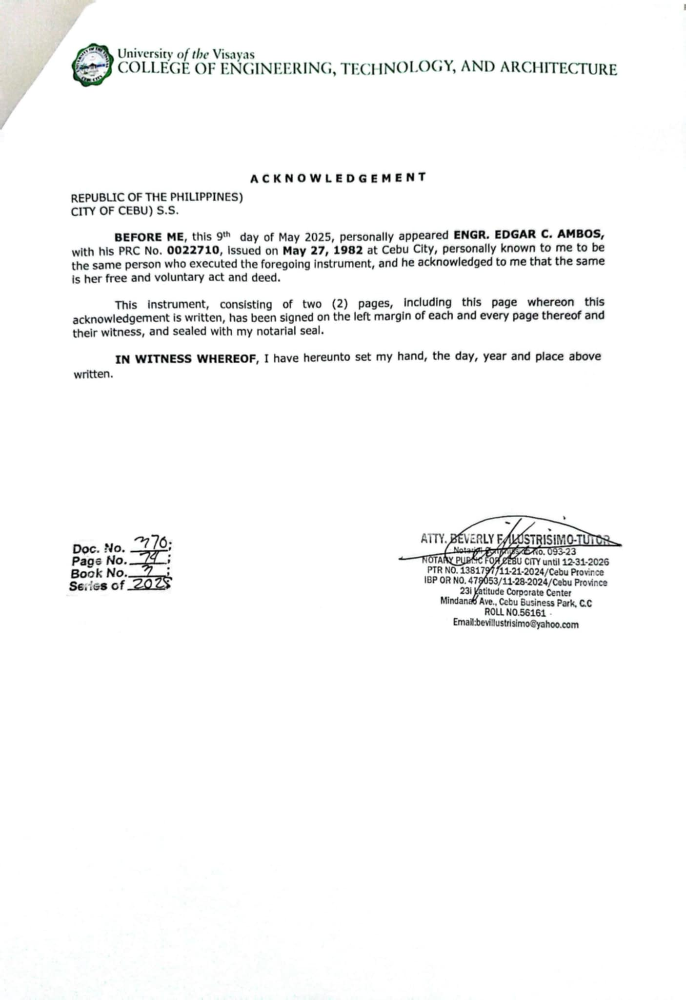 University of the Visayas
COLLEGE OF ENGINEERING, TECHNOLOGY, AND ARCHITECTURE
ACKNOWLEDGEMENT
REPUBLIC OF THE PHILIPPINES)
CITY OF CEBU) S.S.
BEFORE ME, this 9th day of May 2025, personally appeared ENGR. EDGAR C. AMBOS,
with his PRC No. 0022710, issued on May 27, 1982 at Cebu City, personally known to me to be
the same person who executed the foregoing instrument, and he acknowledged to me that the same
is her free and voluntary act and deed.
This instrument, consisting of two (2) pages, including this page whereon this
acknowledgement is written, has been signed on the left margin of each and every page thereof and
their witness, and sealed with my notarial seal.
IN WITNESS WHEREOF, I have hereunto set my hand, the day, year and place above
written.
Doc. No. 370;
Page No. 74;
Book No. ;
Series of 2025
ATTY. BEVERLY F. ILUSTRISIMO-TUTOR
Notarial Commission No. 093-23
NOTARY PUBLIC FOR CEBU CITY until 12-31-2026
PTR NO. 1381797/11-21-2024/Cebu Province
IBP OR NO. 478053/11-28-2024/Cebu Province
23i Latitude Corporate Center
Mindanao Ave., Cebu Business Park, C.C
ROLL NO.56161
Email:bevillustrisimo@yahoo.com